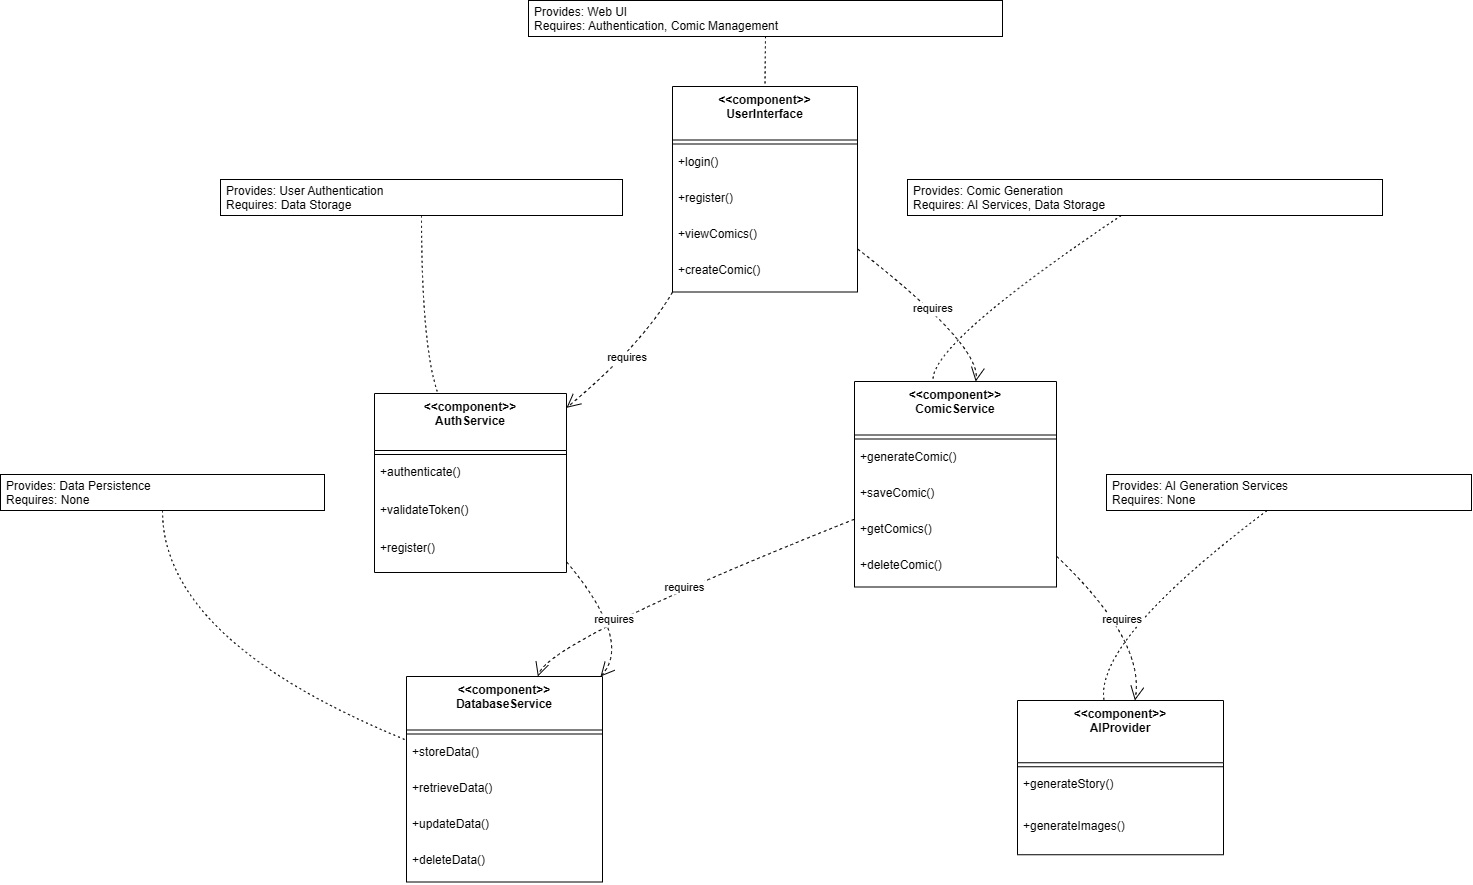 Provides: Web UI
Requires: Authentication, Comic Management
<<component>>
UserInterface
+login()
+register()
+viewComics()
+createComic()
Provides: User Authentication
Requires: Data Storage
Provides: Comic Generation
Requires: AI Services, Data Storage
requires
requires
<<component>>
AuthService
+authenticate()
+validateToken()
+register()
<<component>>
ComicService
+generateComic()
+saveComic()
+getComics()
+deleteComic()
Provides: Data Persistence
Requires: None
Provides: AI Generation Services
Requires: None
requires
requires
requires
<<component>>
DatabaseService
+storeData()
+retrieveData()
+updateData()
+deleteData()
<<component>>
AIProvider
+generateStory()
+generateImages()